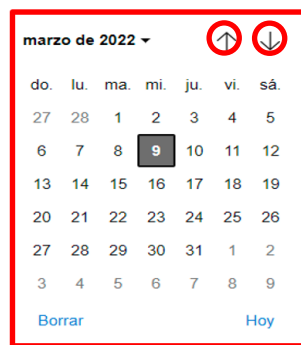 marzo de 2022
do. lu. ma. mi. ju. vi. sá.
27 28 1 2 3 4 5
6 7 8 9 10 11 12
13 14 15 16 17 18 19
20 21 22 23 24 25 26
27 28 29 30 31 1 2
3 4 5 6 7 8 9
Borrar Hoy